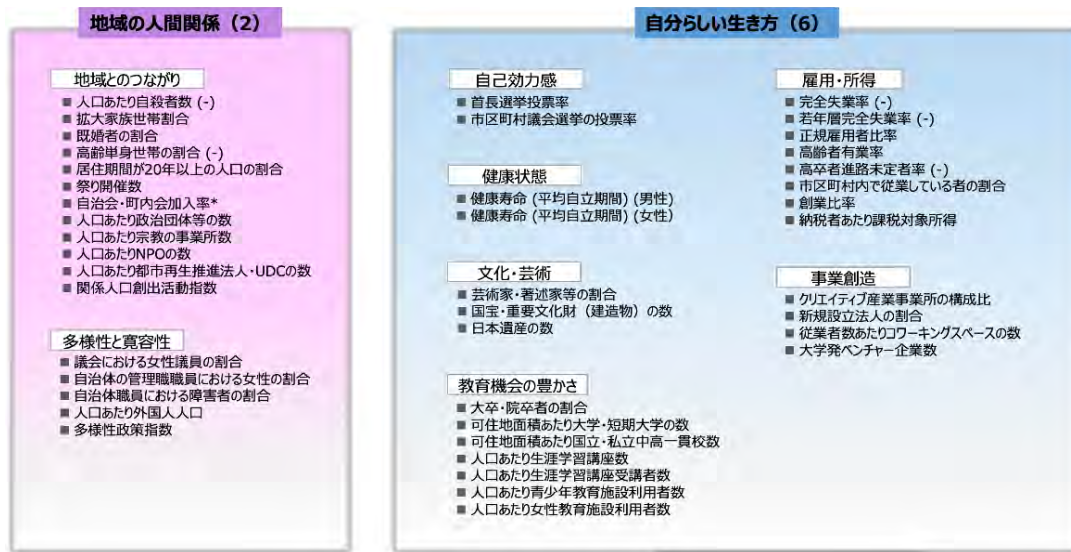 地域の人間関係（2）
地域とのつながり
■ 人口あたり自殺者数 (-)
■ 拡大家族世帯割合
■ 既婚者の割合
■ 高齢単身世帯の割合 (-)
■ 居住期間が20年以上の人口の割合
■ 祭り開催数
■ 自治会・町内会加入率*
■ 人口あたり政治団体等の数
■ 人口あたり宗教の事業所数
■ 人口あたりNPOの数
■ 人口あたり都市再生推進法人・UDCの数
■ 関係人口創出活動指数
多様性と寛容性
■ 議会における女性議員の割合
■ 自治体の管理職職員における女性の割合
■ 自治体職員における障害者の割合
■ 人口あたり外国人人口
■ 多様性政策指数
自分らしい生き方（6）
自己効力感
■ 首長選挙投票率
■ 市区町村議会選挙の投票率
健康状態
■ 健康寿命 (平均自立期間) (男性)
■ 健康寿命 (平均自立期間) (女性)
文化・芸術
■ 芸術家・著述家等の割合
■ 国宝・重要文化財（建造物）の数
■ 日本遺産の数
教育機会の豊かさ
■ 大卒・院卒者の割合
■ 可住地面積あたり大学・短期大学の数
■ 可住地面積あたり国立・私立中高一貫校数
■ 人口あたり生涯学習講座数
■ 人口あたり生涯学習講座受講者数
■ 人口あたり青少年教育施設利用者数
■ 人口あたり女性教育施設利用者数
雇用・所得
■ 完全失業率 (-)
■ 若年層完全失業率 (-)
■ 正規雇用者比率
■ 高齢者有業率
■ 高卒者進路未定者率 (-)
■ 市区町村内で従業している者の割合
■ 創業比率
■ 納税者あたり課税対象所得
事業創造
■ クリエイティブ産業事業所の構成比
■ 新規設立法人の割合
■ 従業者数あたりコワーキングスペースの数
■ 大学発ベンチャー企業数